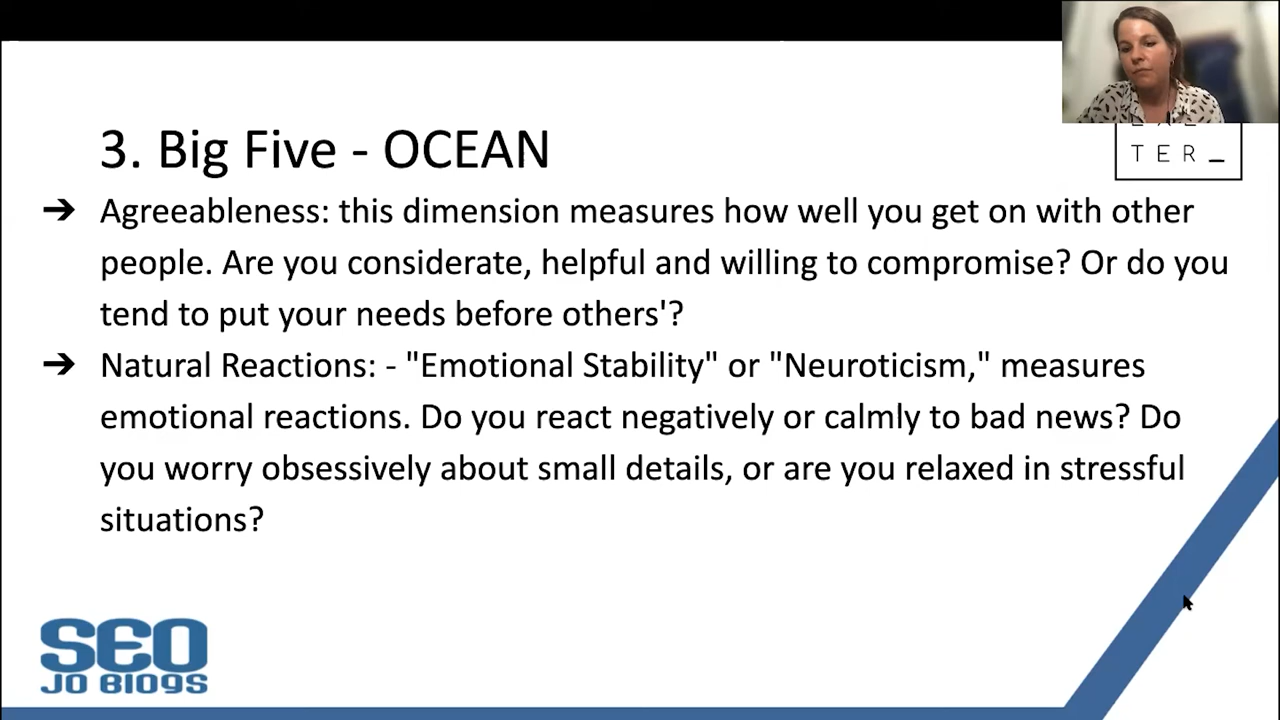 3. Big Five - OCEAN
TER_
➔ Agreeableness: this dimension measures how well you get on with other
people. Are you considerate, helpful and willing to compromise? Or do you
tend to put your needs before others'?
➔ Natural Reactions: - "Emotional Stability" or "Neuroticism," measures
emotional reactions. Do you react negatively or calmly to bad news? Do
you worry obsessively about small details, or are you relaxed in stressful
situations?
SEO
JO BlOgS